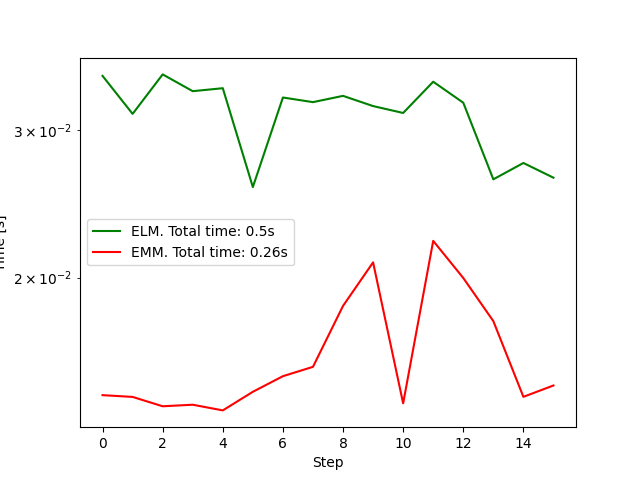 3 × 10⁻²
2 × 10⁻²
Time [s]
ELM. Total time: 0.5s
EMM. Total time: 0.26s
0 2 4 6 8 10 12 14
Step